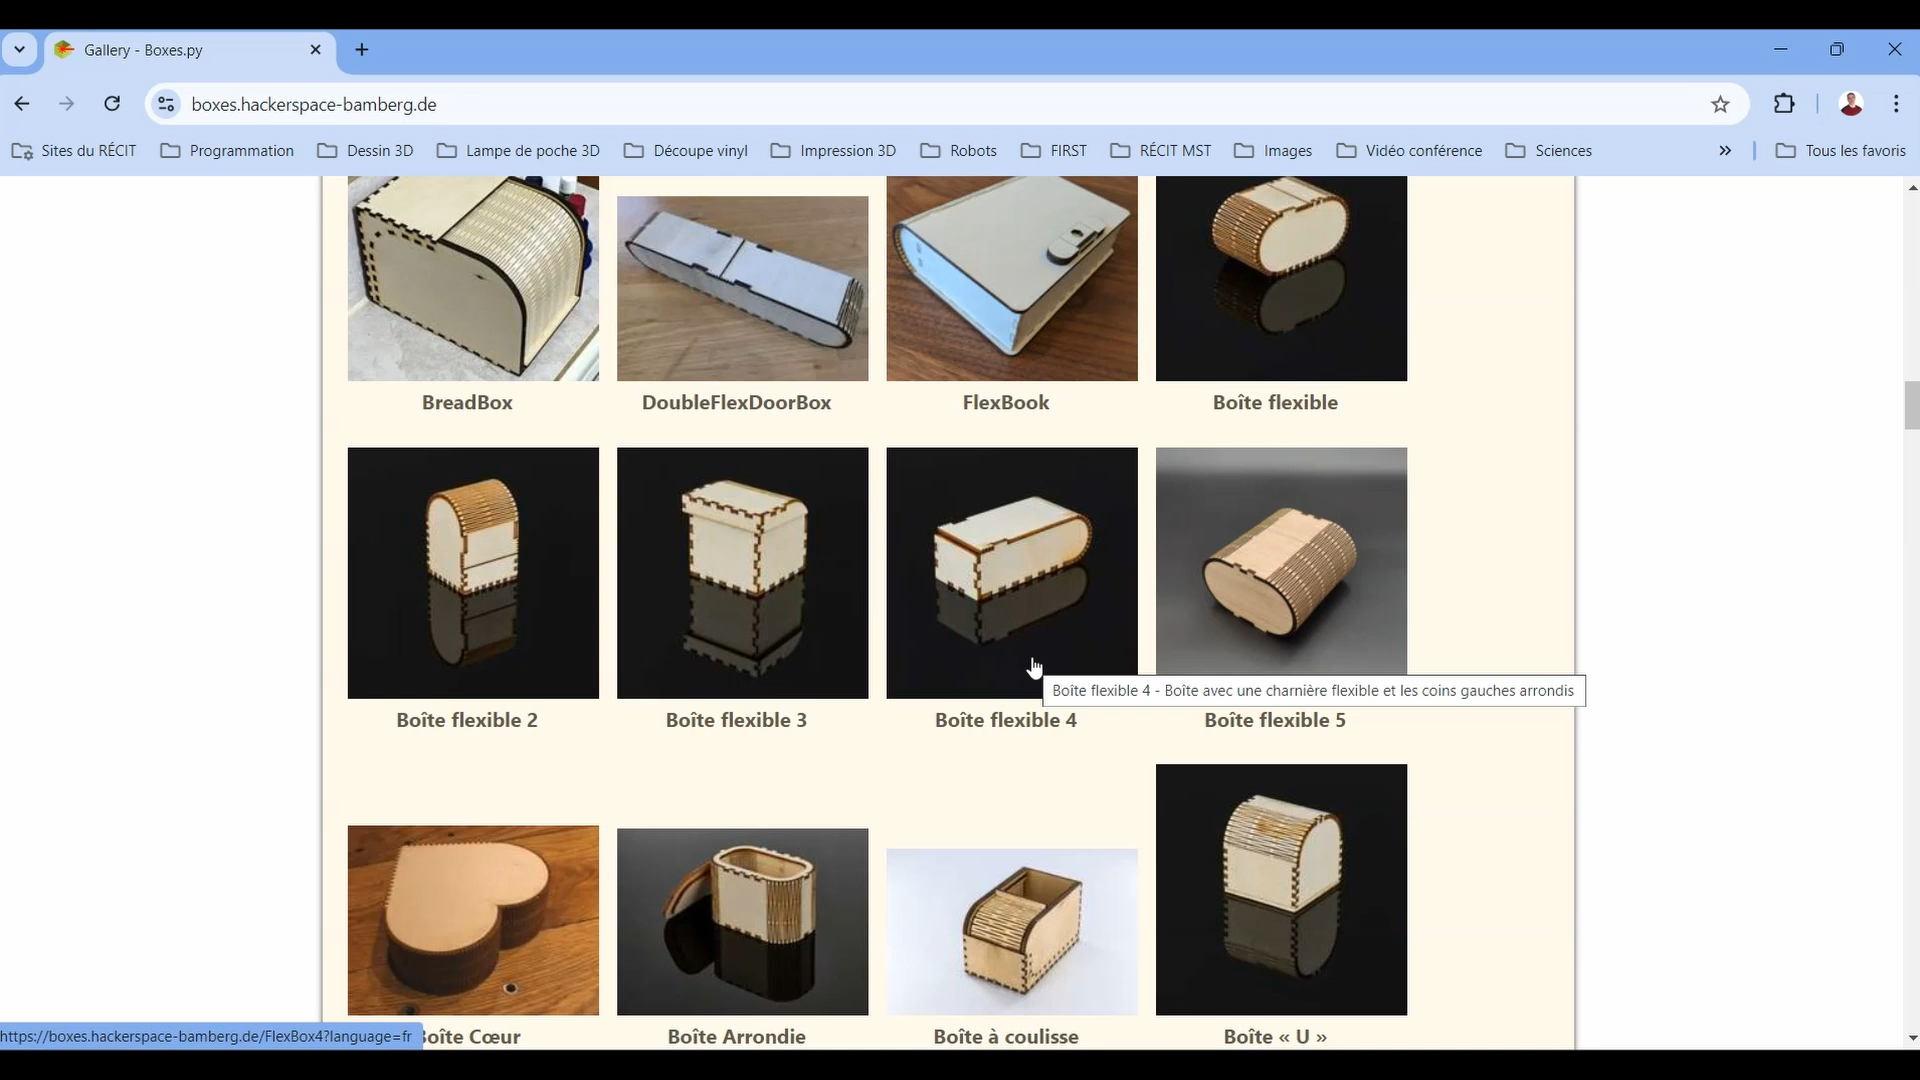 Gallery - Boxes.py
boxes.hackerspace-bamberg.de
Sites du RÉCIT Programmation Dessin 3D Lampe de poche 3D Découpe vinyl Impression 3D Robots FIRST RÉCIT MST Images Vidéo conférence Sciences » Tous les favoris
BreadBox DoubleFlexDoorBox FlexBook Boîte flexible
Boîte flexible 4 - Boîte avec une charnière flexible et les coins gauches arrondis
Boîte flexible 2 Boîte flexible 3 Boîte flexible 4 Boîte flexible 5
https://boxes.hackerspace-bamberg.de/FlexBox4?language=fr oîte Cœur Boîte Arrondie Boîte à coulisse Boîte « U »